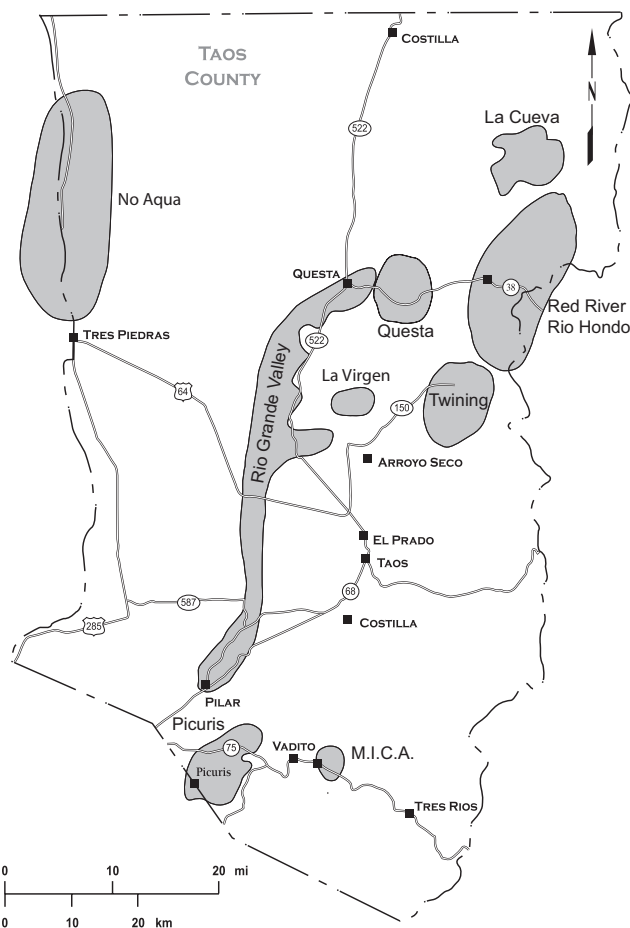 COSTILLA
TAOS
COUNTY
N
522
La Cueva
No Aqua
QUESTA
38
Questa
Red River
Rio Hondo
522
TRES PIEDRAS
Rio Grande Valley
La Virgen
64
150
Twining
ARROYO SECO
EL PRADO
TAOS
68
587
285
COSTILLA
PILAR
Picuris
75
VADITO
M.I.C.A.
Picuris
TRES RIOS
0 10 20 mi
0 10 20 km